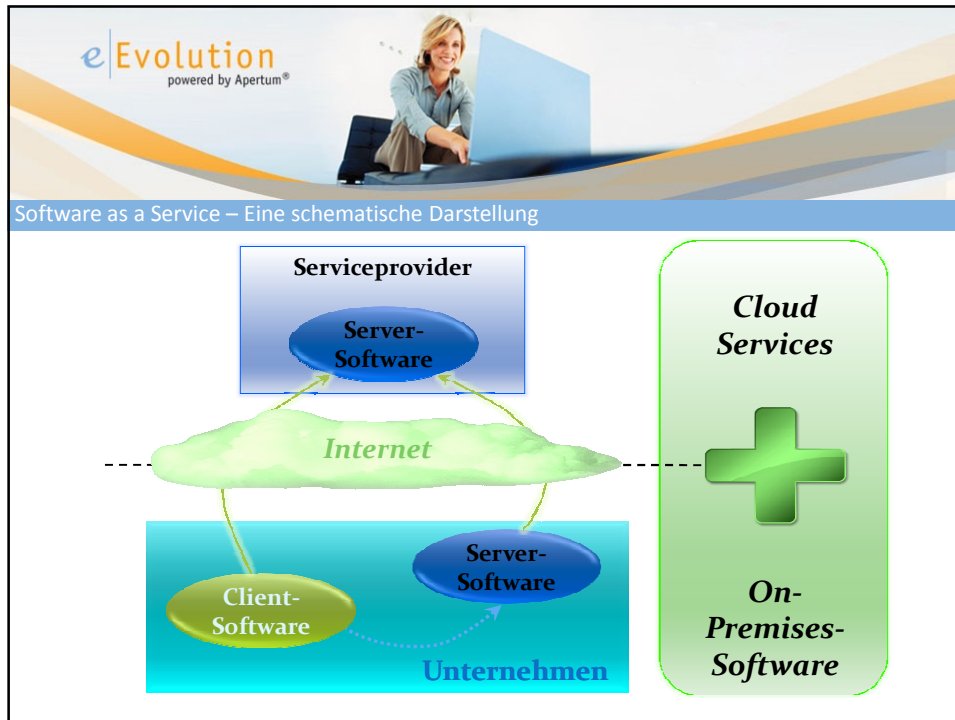 e|Evolution
powered by Apertum®
Software as a Service – Eine schematische Darstellung
Serviceprovider
Server-
Software
Internet
Server-
Software
Client-
Software
Unternehmen
Cloud
Services
On-
Premises-
Software